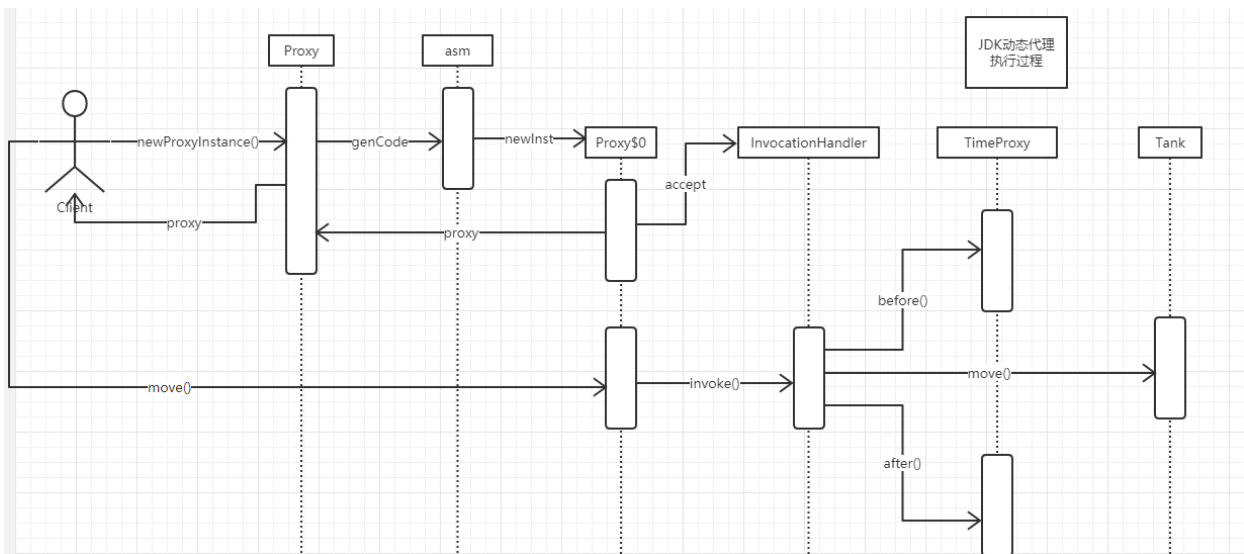 JDK动态代理
执行过程
Proxy
asm
newProxyInstance()
genCode
newInst
Proxy$0
InvocationHandler
TimeProxy
Tank
accept
Client
proxy
proxy
before()
move()
invoke()
move()
after()